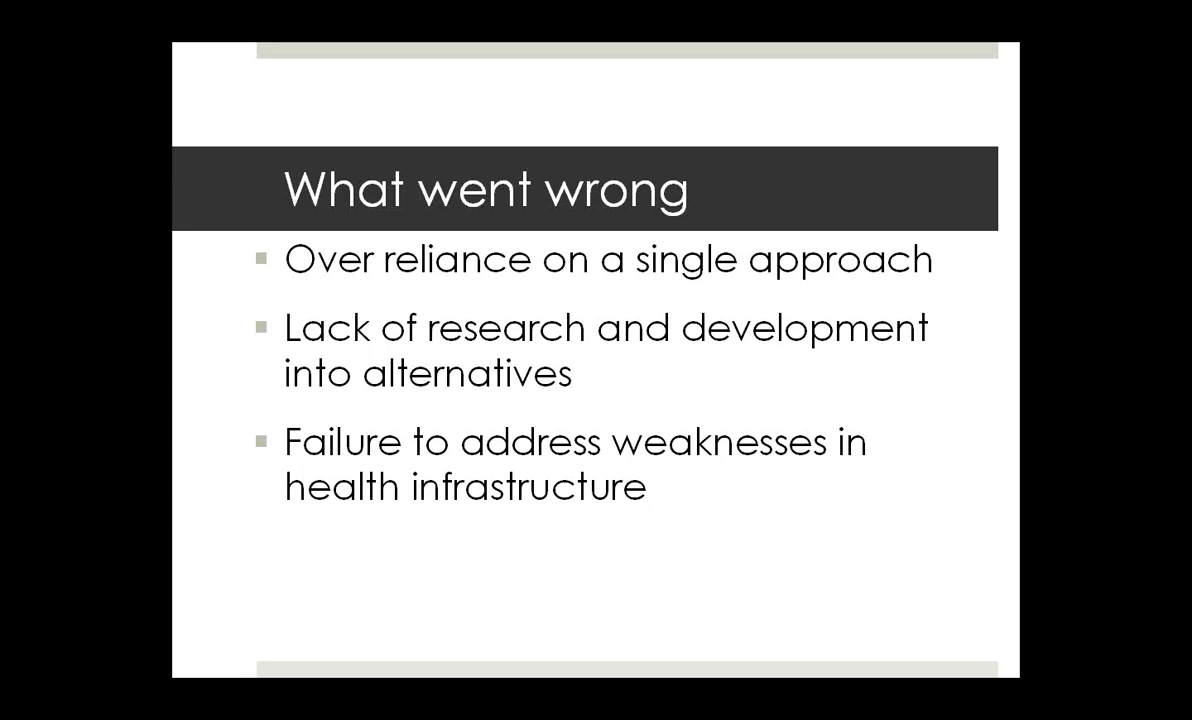 What went wrong
Over reliance on a single approach
Lack of research and development
into alternatives
Failure to address weaknesses in
health infrastructure